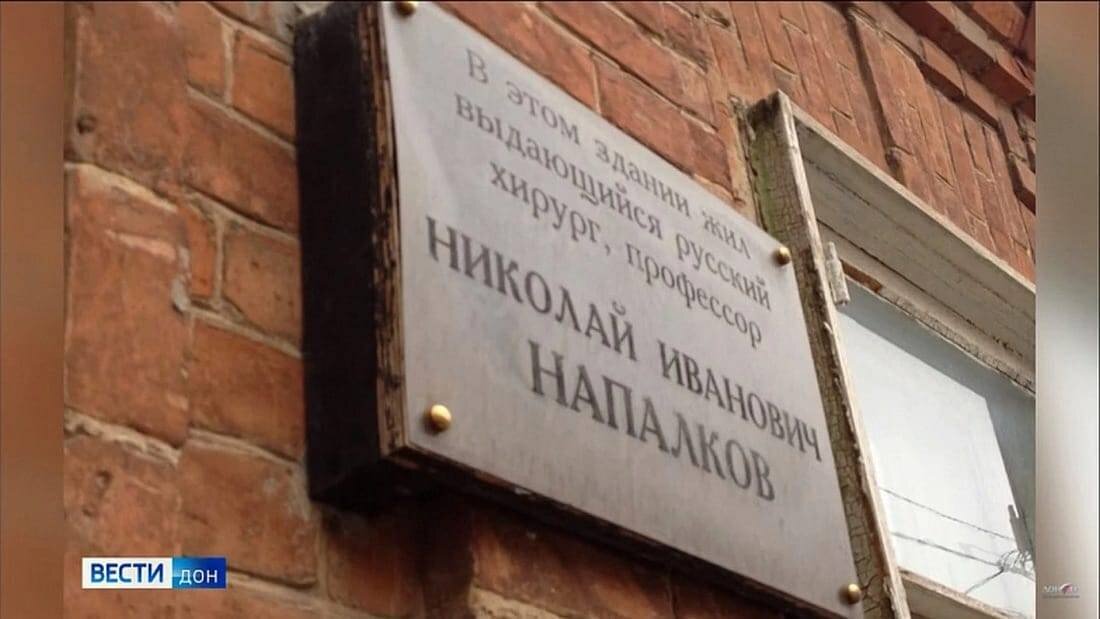 В этом здании жил
выдающийся русский
хирург, профессор
НИКОЛАЙ ИВАНОВИЧ
НАПАЛКОВ
ВЕСТИ ДОН